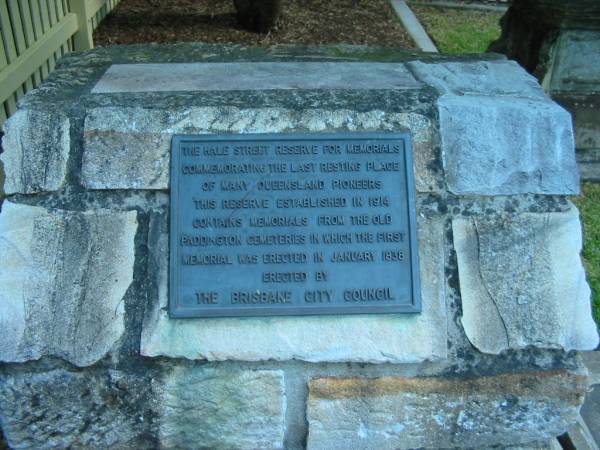 THE HALE STREET RESERVE FOR MEMORIALS
COMMEMORATING THE LAST RESTING PLACE
OF MANY QUEENSLAND PIONEERS
THIS RESERVE ESTABLISHED IN 1914
CONTAINS MEMORIALS FROM THE OLD
PADDINGTON CEMETERIES IN WHICH THE FIRST
MEMORIAL WAS ERECTED IN JANUARY 1838
ERECTED BY
THE BRISBANE CITY COUNCIL